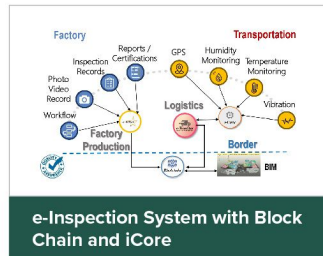 Factory
Transportation
Reports /
Certifications
GPS
Humidity
Monitoring
Inspection
Records
Temperature
Monitoring
Photo
Video
Record
Logistics
Vibration
Workflow
Factory
Production
Border
BIM
e-Inspection System with Block
Chain and iCore